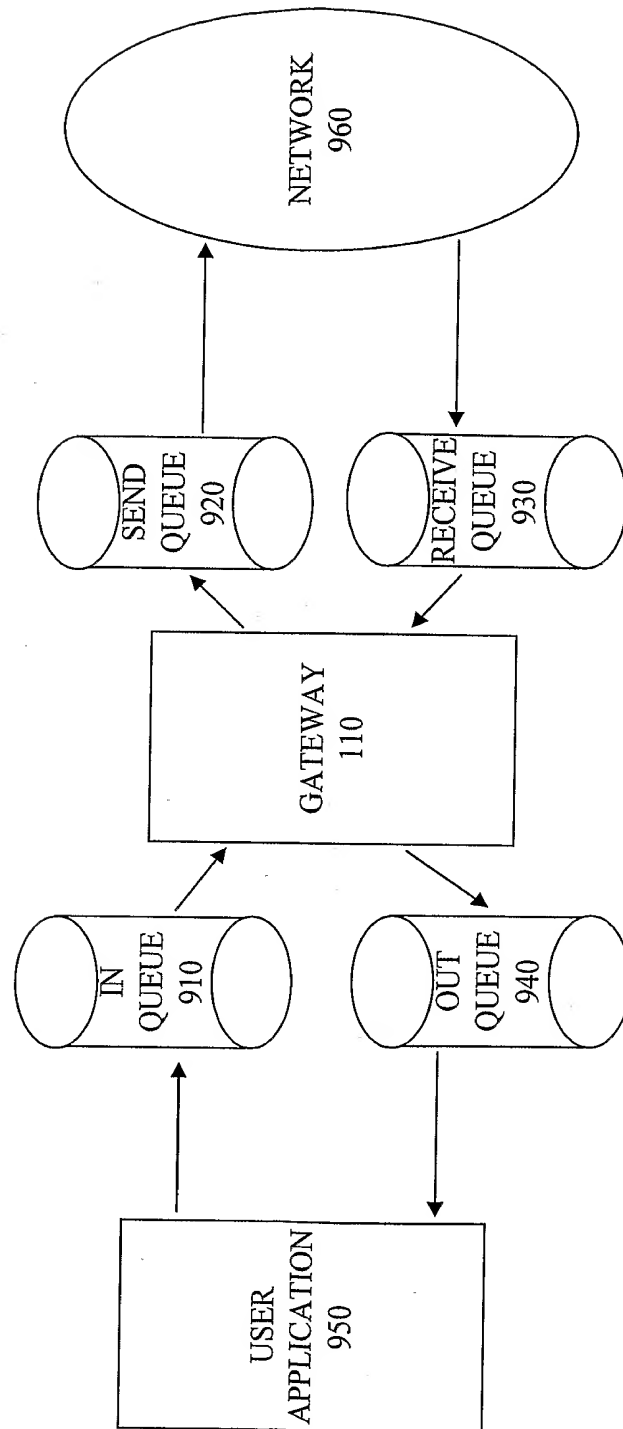 USER
APPLICATION
950
IN
QUEUE
910
OUT
QUEUE
940
GATEWAY
110
SEND
QUEUE
920
RECEIVE
QUEUE
930
NETWORK
960